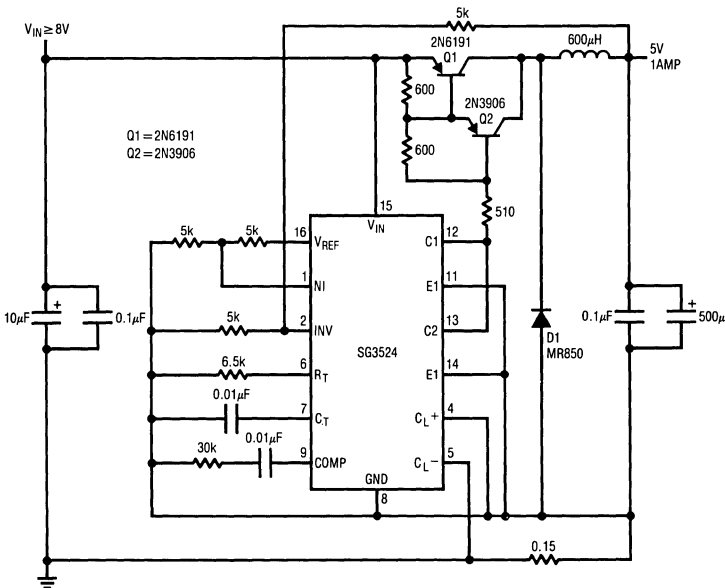 5k
V_IN ≥ 8V
2N6191
Q1
600µH
5V
1AMP
600
2N3906
Q2
Q1 = 2N6191
Q2 = 2N3906
600
510
15
V_IN
5k
5k
16
V_REF
C1
12
1
NI
E1
11
10µF
+
0.1µF
5k
2
INV
C2
13
0.1µF
+
500µ
SG3524
D1
MR850
6.5k
6
R_T
E1
14
0.01µF
7
C_T
C_L+
4
30k
0.01µF
9
COMP
C_L−
5
GND
8
0.15